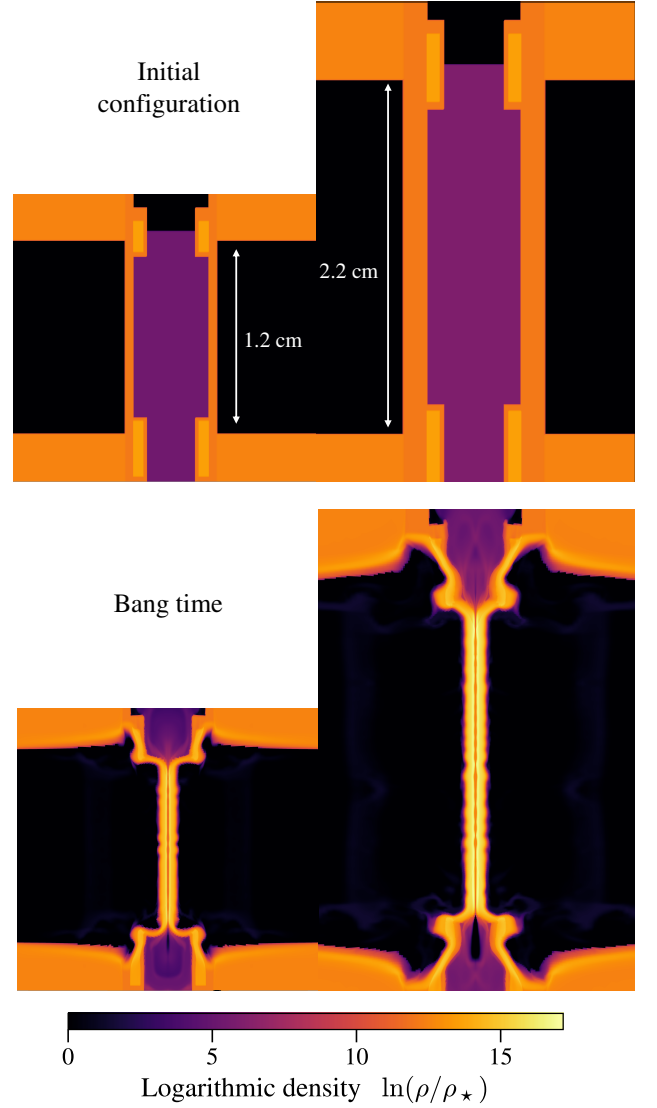 Initial
configuration
2.2 cm
1.2 cm
Bang time
0
5
10
15
Logarithmic density ln(ρ/ρ⋆)